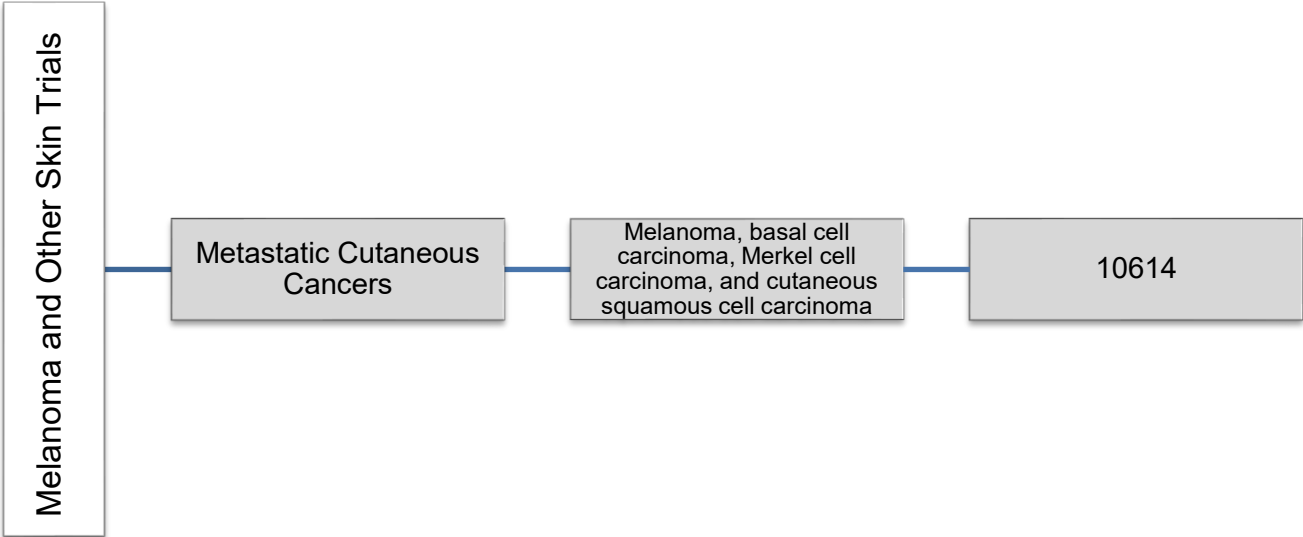 Melanoma and Other Skin Trials
Metastatic Cutaneous
Cancers
Melanoma, basal cell
carcinoma, Merkel cell
carcinoma, and cutaneous
squamous cell carcinoma
10614